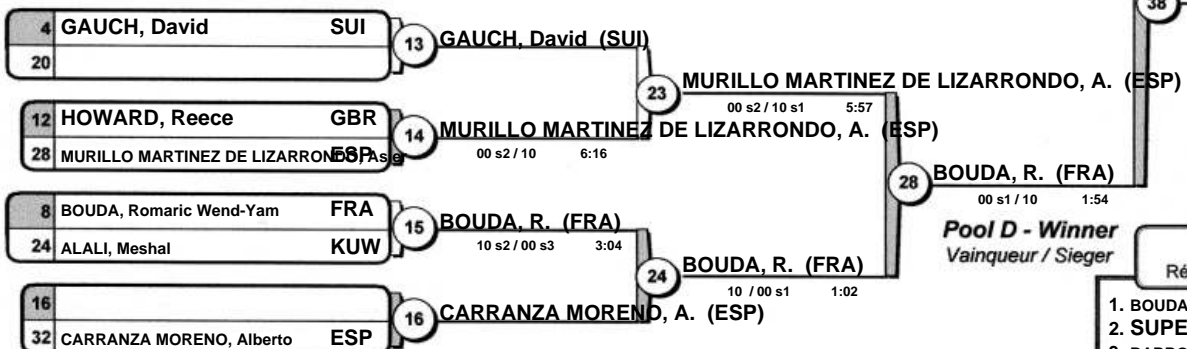 38
4 GAUCH, David SUI
20
13 GAUCH, David (SUI)
12 HOWARD, Reece GBR
28 MURILLO MARTINEZ DE LIZARRONDO, Asier ESP
14 MURILLO MARTINEZ DE LIZARRONDO, A. (ESP)
00 s2 / 10 6:16
23 MURILLO MARTINEZ DE LIZARRONDO, A. (ESP)
00 s2 / 10 s1 5:57
8 BOUDA, Romaric Wend-Yam FRA
24 ALALI, Meshal KUW
15 BOUDA, R. (FRA)
10 s2 / 00 s3 3:04
16
32 CARRANZA MORENO, Alberto ESP
16 CARRANZA MORENO, A. (ESP)
24 BOUDA, R. (FRA)
10 / 00 s1 1:02
28 BOUDA, R. (FRA)
00 s1 / 10 1:54
Pool D - Winner
Vainqueur / Sieger
Ré
1. BOUDA
2. SUPE